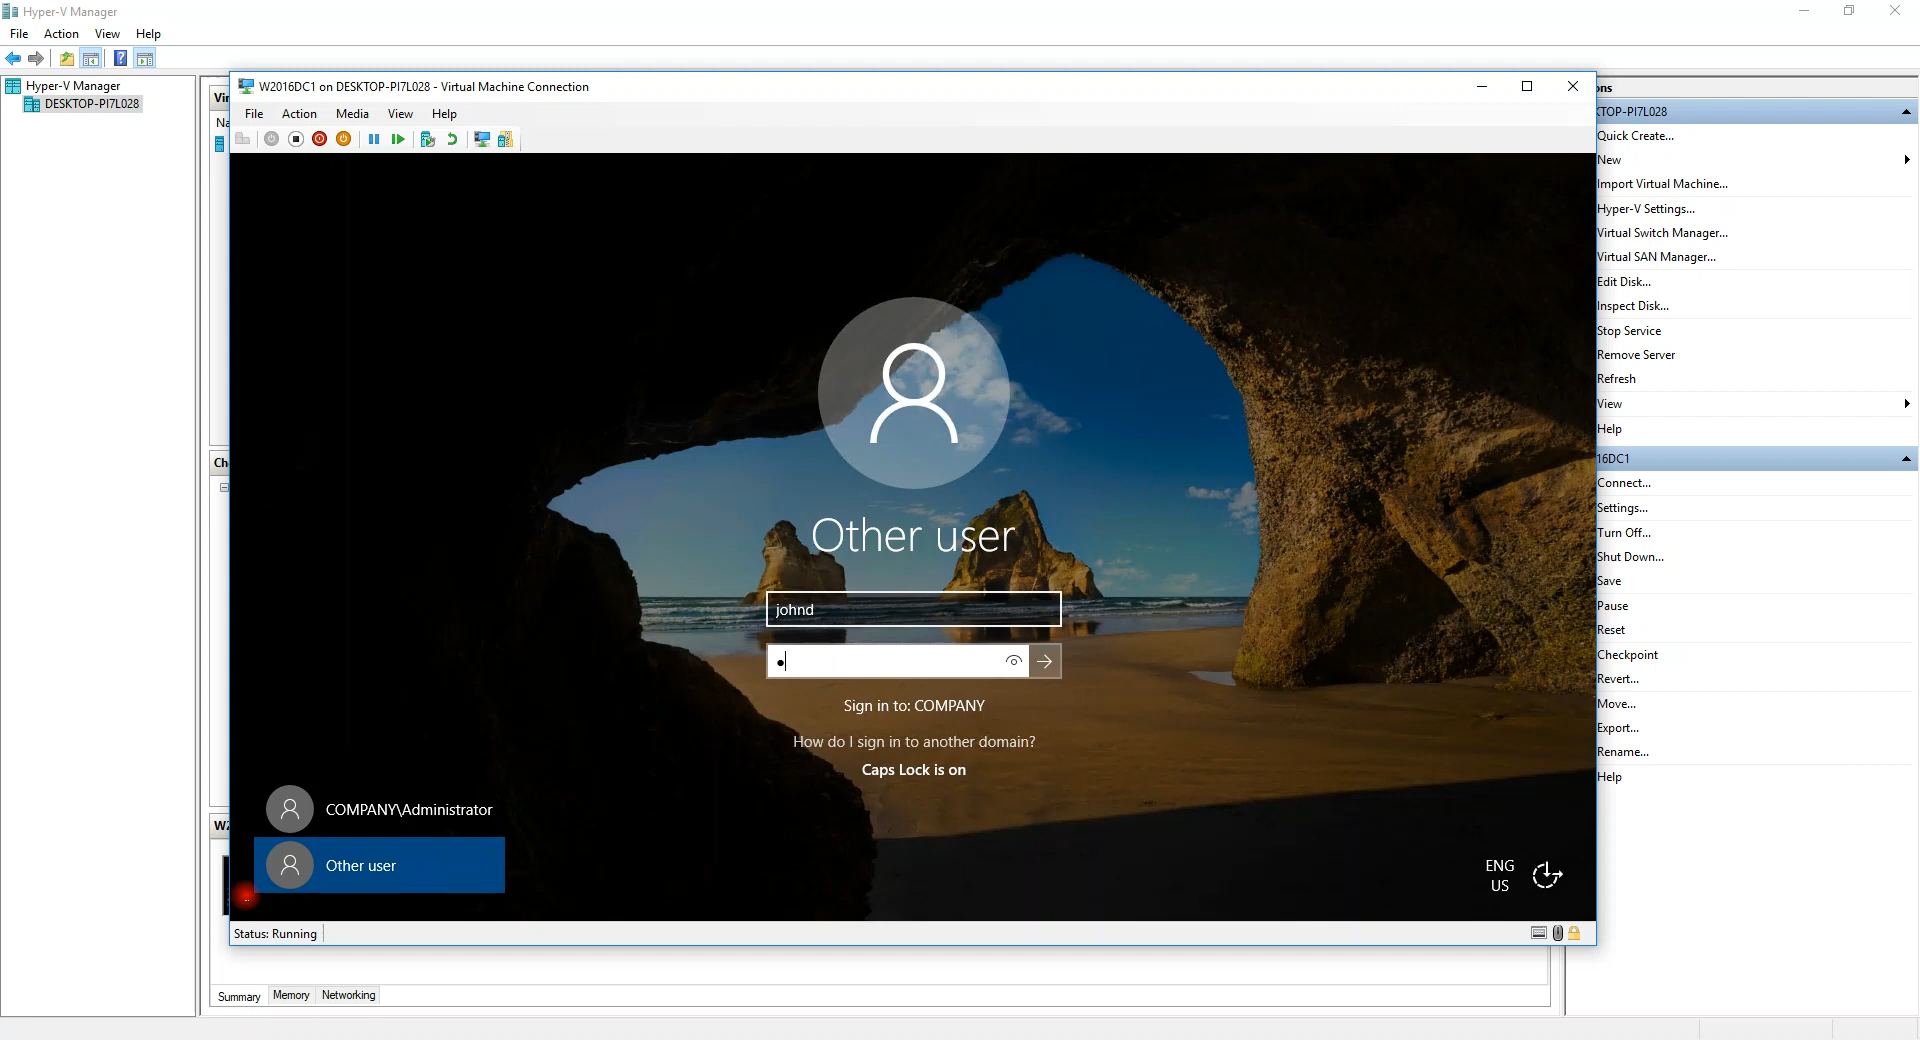 Hyper-V Manager
File Action View Help
Hyper-V Manager
DESKTOP-PI7L028
W2016DC1 on DESKTOP-PI7L028 - Virtual Machine Connection
File Action Media View Help
Other user
johnd
Sign in to: COMPANY
How do I sign in to another domain?
Caps Lock is on
COMPANY\Administrator
Other user
ENG
US
Status: Running
Summary Memory Networking
ons
KTOP-PI7L028
Quick Create...
New
Import Virtual Machine...
Hyper-V Settings...
Virtual Switch Manager...
Virtual SAN Manager...
Edit Disk...
Inspect Disk...
Stop Service
Remove Server
Refresh
View
Help
16DC1
Connect...
Settings...
Turn Off...
Shut Down...
Save
Pause
Reset
Checkpoint
Revert...
Move...
Export...
Rename...
Help